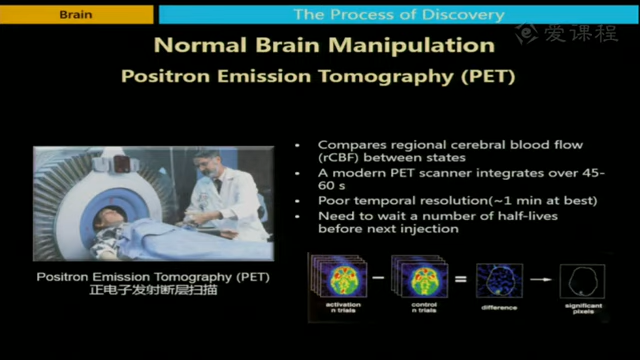 Brain
The Process of Discovery
爱课程
Normal Brain Manipulation
Positron Emission Tomography (PET)
• Compares regional cerebral blood flow
(rCBF) between states
• A modern PET scanner integrates over 45-
60 s
• Poor temporal resolution(~1 min at best)
• Need to wait a number of half-lives
before next injection
Positron Emission Tomography (PET)
正电子发射断层扫描
activation
n trials
control
n trials
difference
significant
pixels